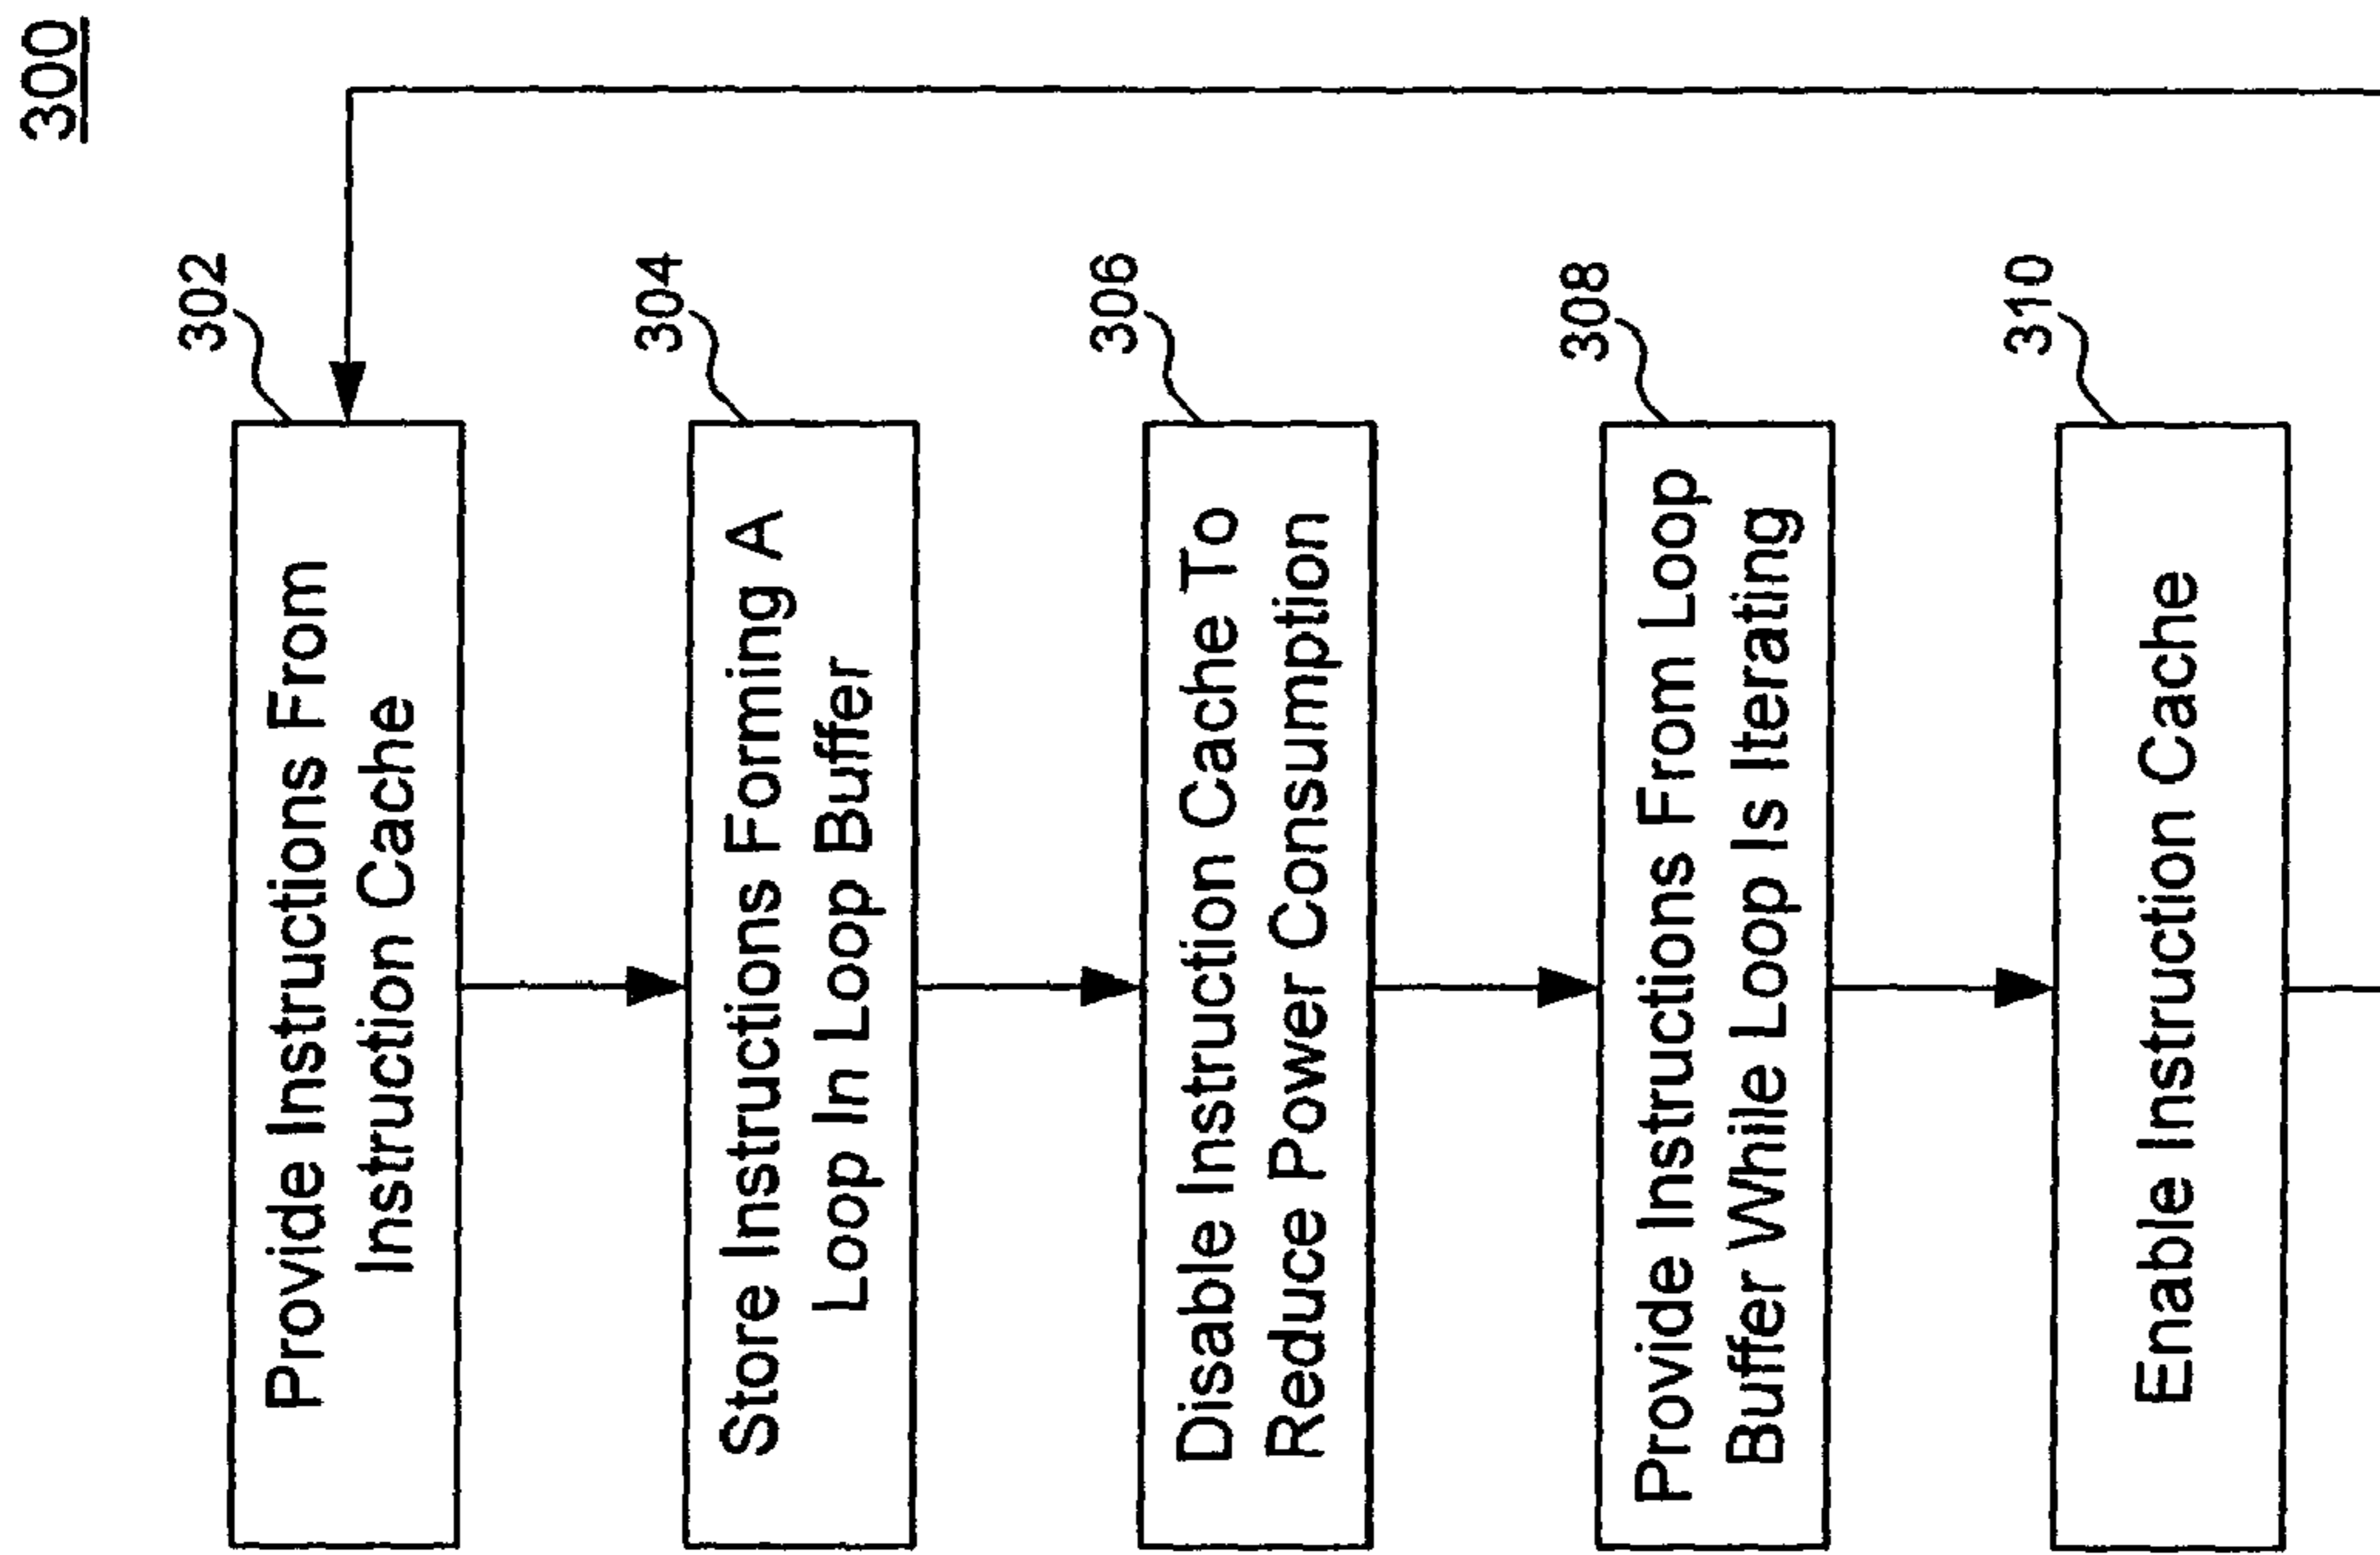 300
302
Provide Instructions From
Instruction Cache
304
Store Instructions Forming A
Loop In Loop Buffer
306
Disable Instruction Cache To
Reduce Power Consumption
308
Provide Instructions From Loop
Buffer While Loop Is Iterating
310
Enable Instruction Cache